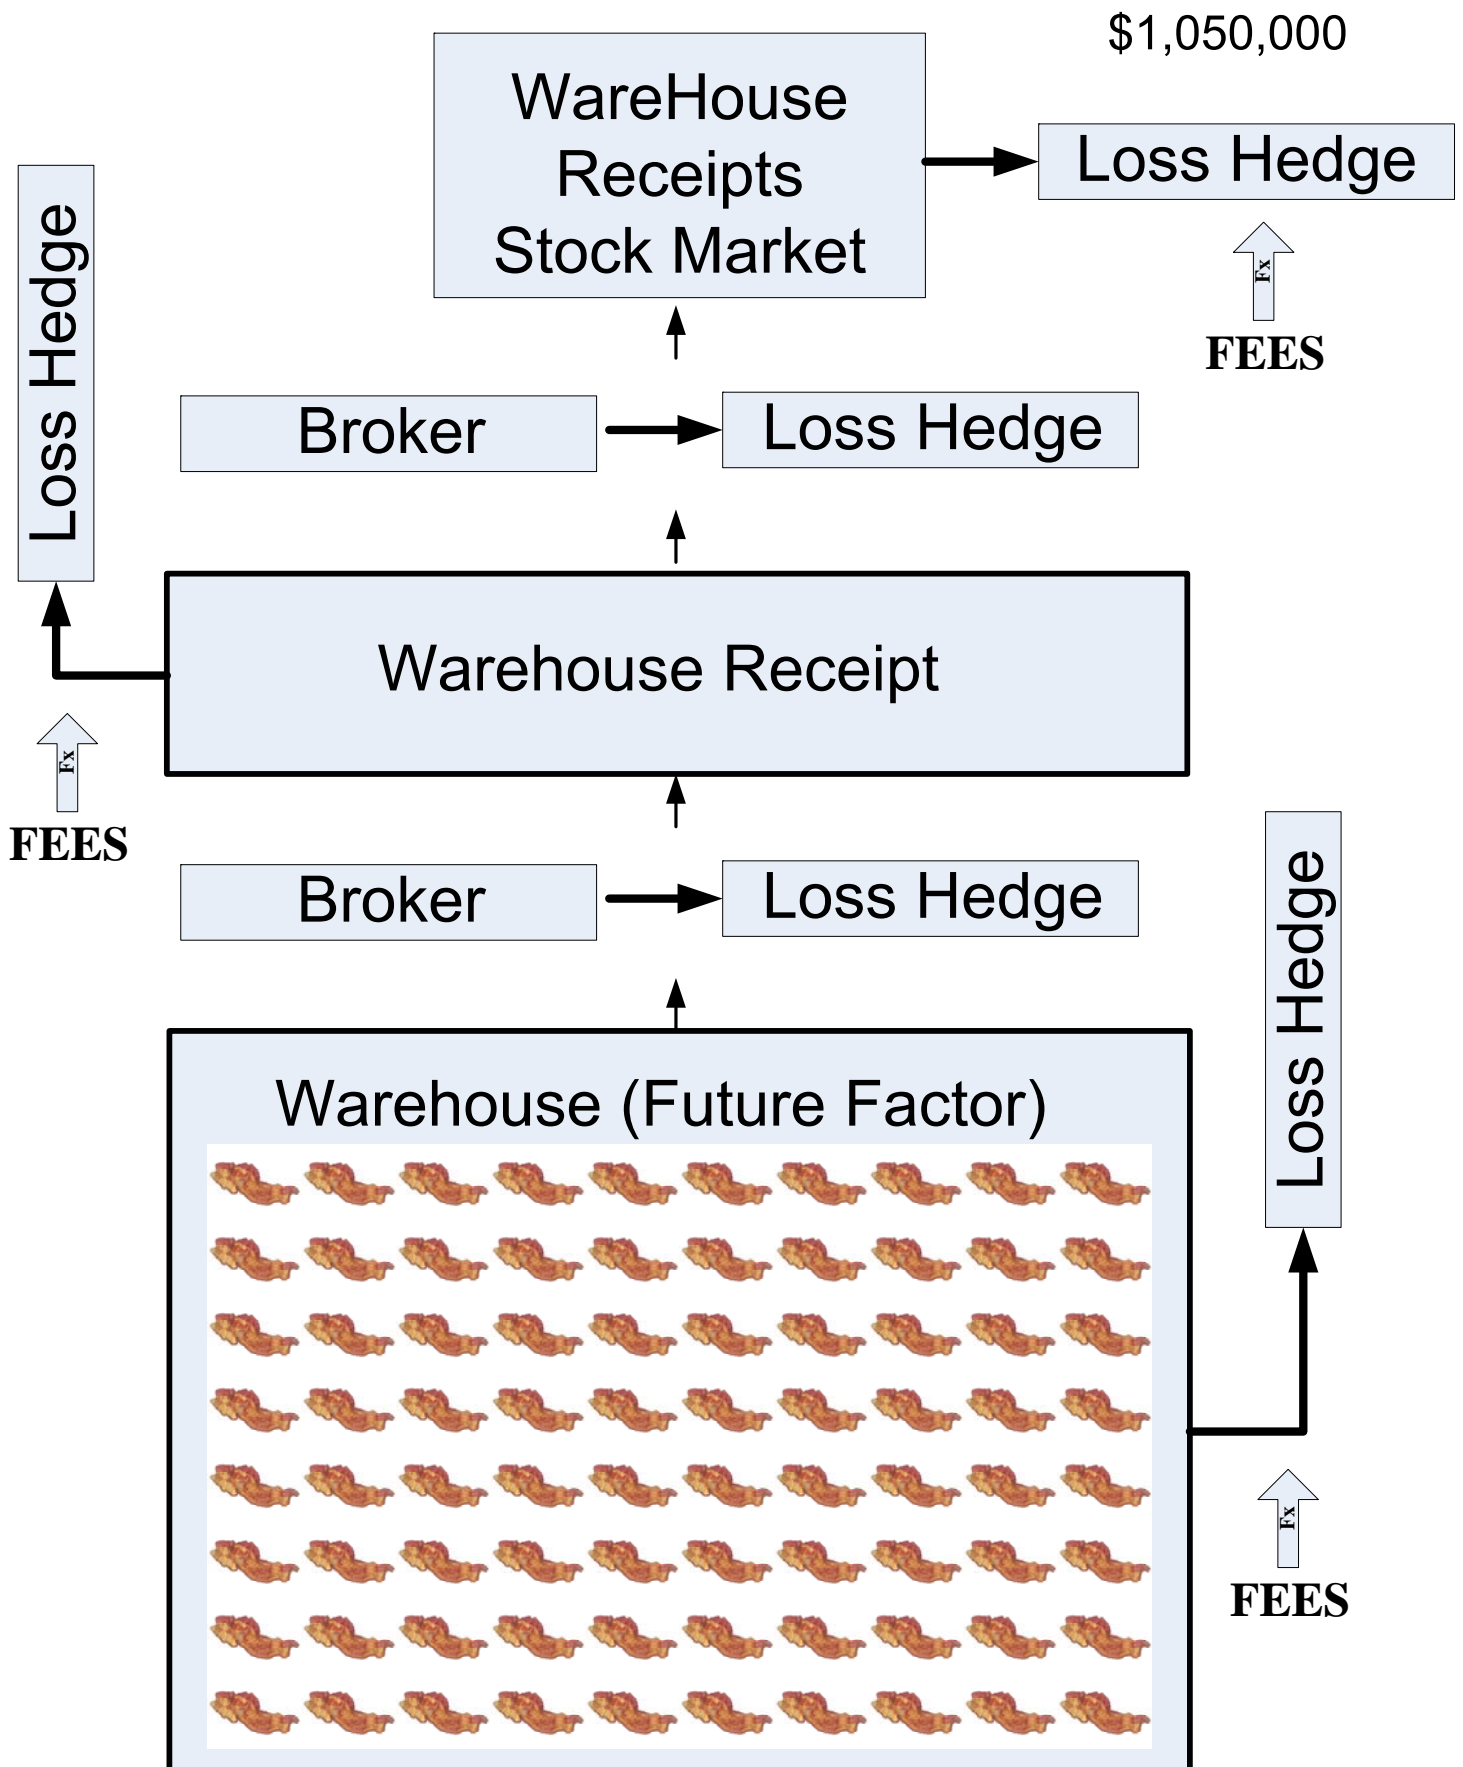 $1,050,000
WareHouse
Receipts
Stock Market
Loss Hedge
Fx
FEES
Loss Hedge
Broker
Loss Hedge
Warehouse Receipt
Fx
FEES
Broker
Loss Hedge
Loss Hedge
Warehouse (Future Factor)
Fx
FEES